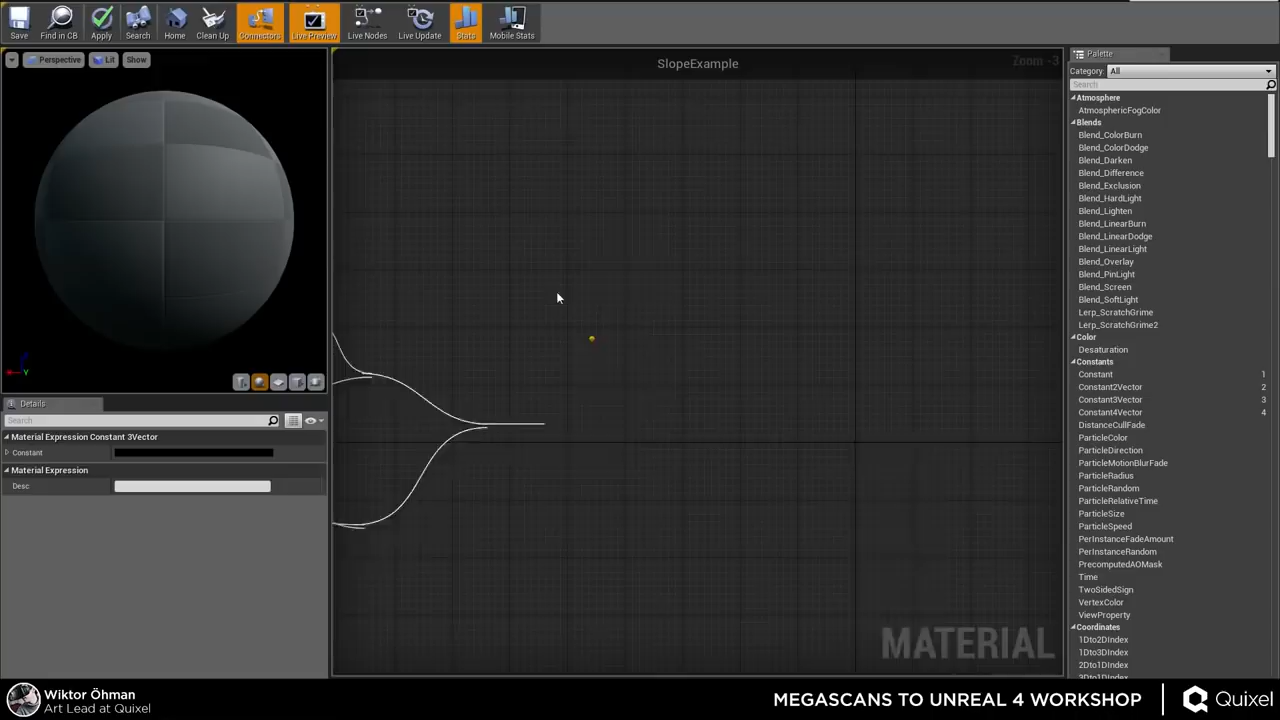 Save
Find in CB
Apply
Search
Home
Clean Up
Connectors
Live Preview
Live Nodes
Live Update
Stats
Mobile Stats
Perspective
Lit
Show
SlopeExample
Zoom -3
Palette
Category: All
Search
Atmosphere
AtmosphericFogColor
Blends
Blend_ColorBurn
Blend_ColorDodge
Blend_Darken
Blend_Difference
Blend_Exclusion
Blend_HardLight
Blend_Lighten
Blend_LinearBurn
Blend_LinearDodge
Blend_LinearLight
Blend_Overlay
Blend_PinLight
Blend_Screen
Blend_SoftLight
Lerp_ScratchGrime
Lerp_ScratchGrime2
Color
Desaturation
Constants
Constant 1
Constant2Vector 2
Constant3Vector 3
Constant4Vector 4
DistanceCullFade
ParticleColor
ParticleDirection
ParticleMotionBlurFade
ParticleRadius
ParticleRandom
ParticleRelativeTime
ParticleSize
ParticleSpeed
PerInstanceFadeAmount
PerInstanceRandom
PrecomputedAOMask
Time
TwoSidedSign
VertexColor
ViewProperty
Coordinates
1Dto2DIndex
1Dto3DIndex
2Dto1DIndex
Y
Details
Search
Material Expression Constant 3Vector
Constant
Material Expression
Desc
MATERIAL
Wiktor Öhman
Art Lead at Quixel
MEGASCANS TO UNREAL 4 WORKSHOP
Quixel